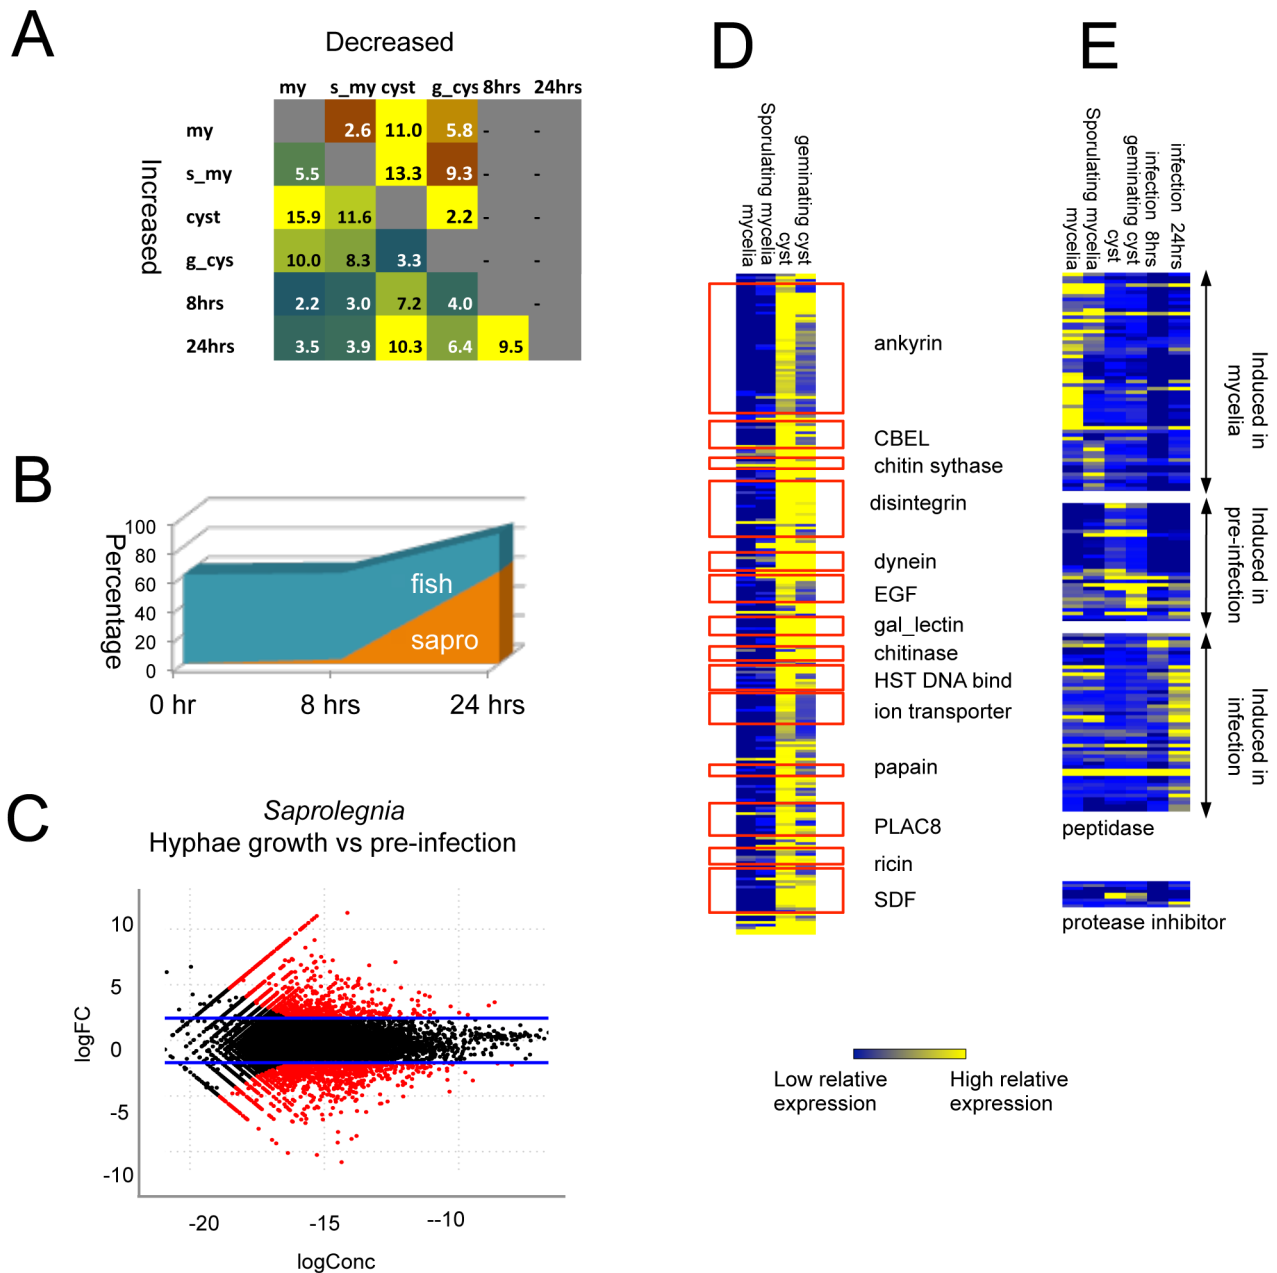 A
Decreased
my s_my cyst g_cys 8hrs 24hrs
Increased
my 2.6 11.0 5.8 - -
s_my 5.5 13.3 9.3 - -
cyst 15.9 11.6 2.2 - -
g_cys 10.0 8.3 3.3 - -
8hrs 2.2 3.0 7.2 4.0 -
24hrs 3.5 3.9 10.3 6.4 9.5
B
Percentage
100
80
60
40
20
0
fish
sapro
0 hr 8 hrs 24 hrs
C
Saprolegnia
Hyphae growth vs pre-infection
logFC
10
5
0
-5
-10
-20 -15 --10
logConc
D
mycelia
Sporulating mycelia
cyst
geminating cyst
ankyrin
CBEL
chitin sythase
disintegrin
dynein
EGF
gal_lectin
chitinase
HST DNA bind
ion transporter
papain
PLAC8
ricin
SDF
Low relative
expression
High relative
expression
E
mycelia
Sporulating mycelia
cyst
geminating cyst
infection 8hrs
infection 24hrs
Induced in
mycelia
Induced in
pre-infection
Induced in
infection
peptidase
protease inhibitor